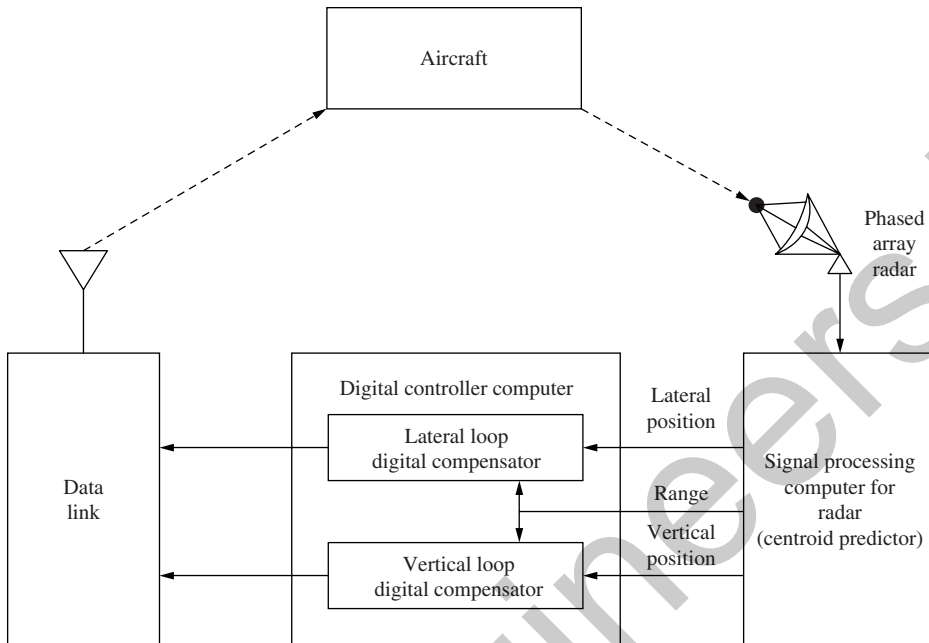 Aircraft
Phased
array
radar
Digital controller computer
Lateral
position
Lateral loop
digital compensator
Data
link
Range
Signal processing
computer for
radar
(centroid predictor)
Vertical
position
Vertical loop
digital compensator
gineers